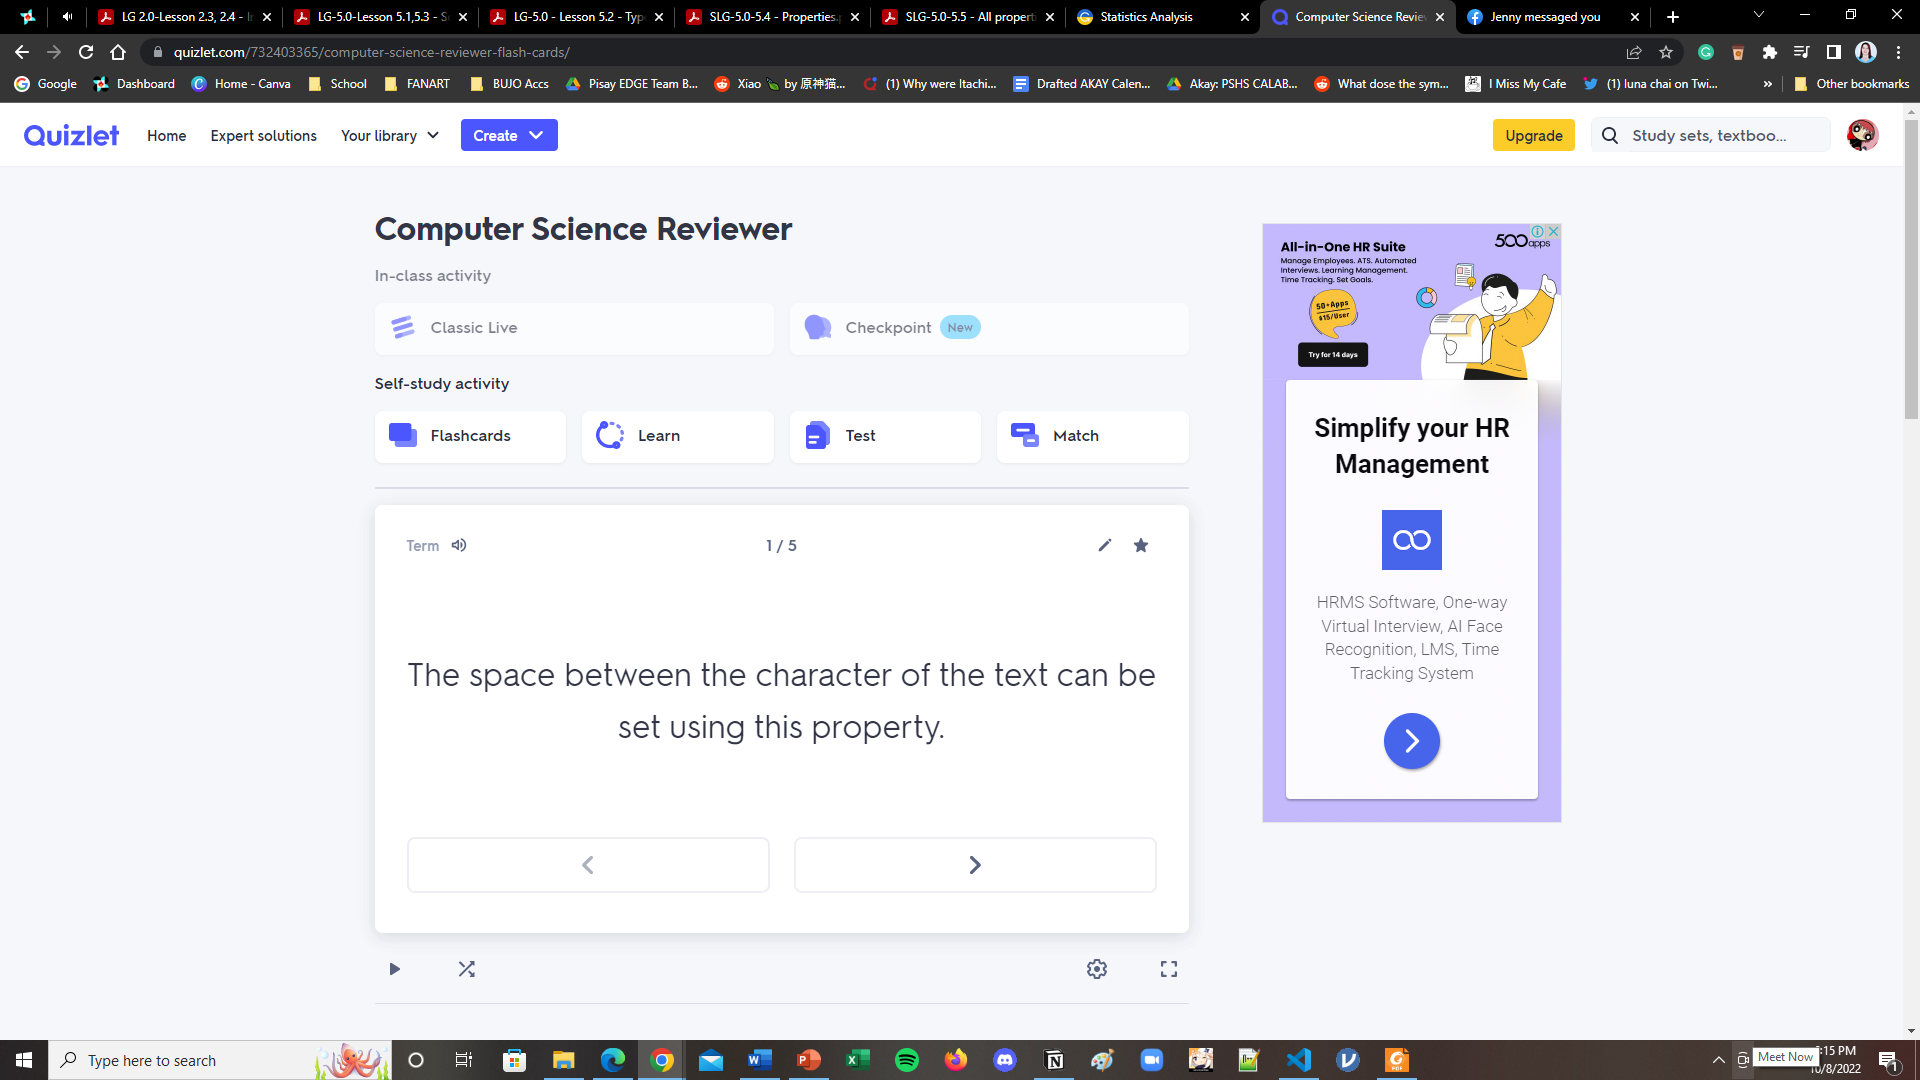 LG 2.0-Lesson 2.3, 2.4 - In
LG-5.0-Lesson 5.1,5.3 - Se
LG-5.0 - Lesson 5.2 - Type
SLG-5.0-5.4 - Properties.p
SLG-5.0-5.5 - All properti
Statistics Analysis
Computer Science Review
Jenny messaged you
quizlet.com/732403365/computer-science-reviewer-flash-cards/
Google
Dashboard
Home - Canva
School
FANART
BUJO Accs
Pisay EDGE Team B...
Xiao by 原神猫...
(1) Why were Itachi...
Drafted AKAY Calen...
Akay: PSHS CALAB...
What dose the sym...
I Miss My Cafe
(1) luna chai on Twi...
»
Other bookmarks
Quizlet
Home
Expert solutions
Your library
Create
Upgrade
Study sets, textboo...
Computer Science Reviewer
In-class activity
Classic Live
Checkpoint New
Self-study activity
Flashcards
Learn
Test
Match
Term
1 / 5
The space between the character of the text can be
set using this property.
All-in-One HR Suite
500apps
Manage Employees. ATS. Automated
Interviews. Learning Management.
Time Tracking. Set Goals.
50+Apps
$15/User
Try for 14 days
Simplify your HR
Management
HRMS Software, One-way
Virtual Interview, AI Face
Recognition, LMS, Time
Tracking System
Type here to search
Meet Now
:15 PM
10/8/2022
1